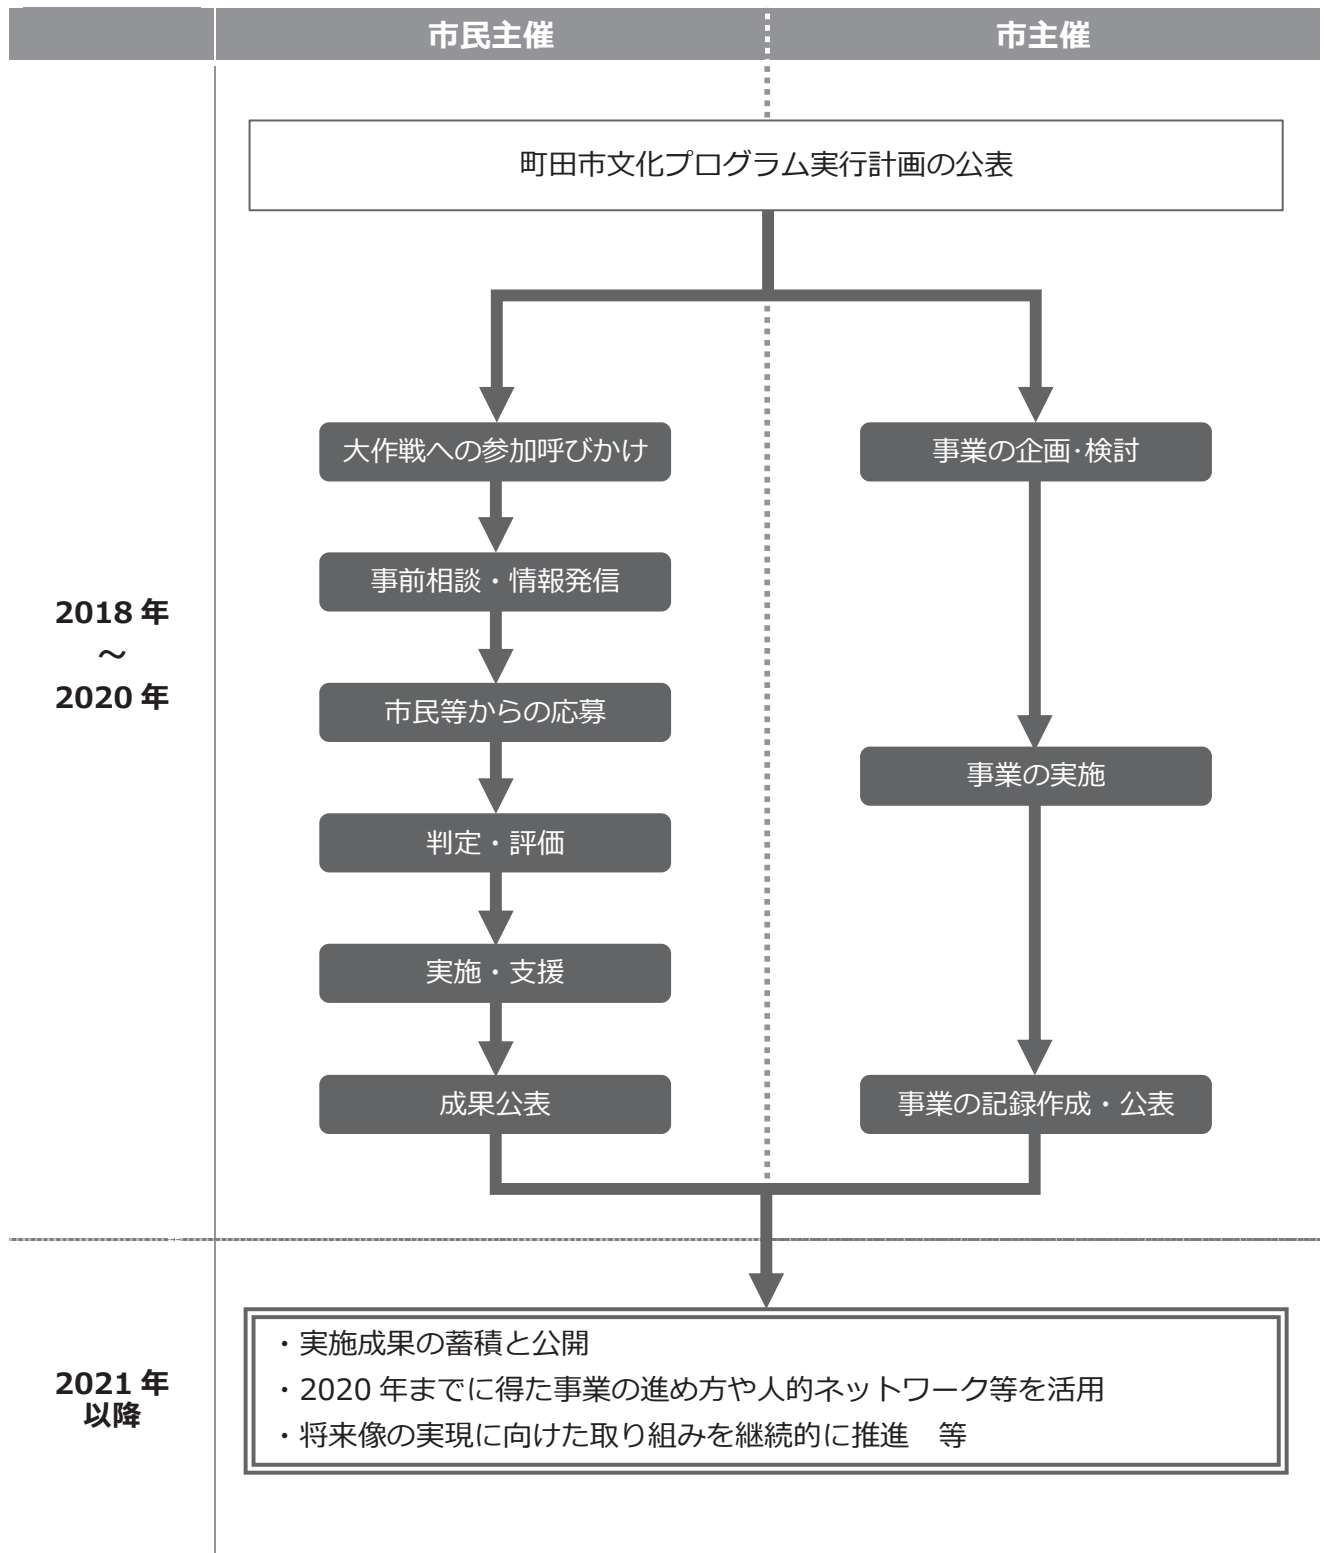 市民主催
市主催
町田市文化プログラム実行計画の公表
大作戦への参加呼びかけ
事前相談・情報発信
市民等からの応募
判定・評価
実施・支援
成果公表
事業の企画･検討
事業の実施
事業の記録作成・公表
2018 年
～
2020 年
2021 年
以降
・実施成果の蓄積と公開
・2020 年までに得た事業の進め方や人的ネットワーク等を活用
・将来像の実現に向けた取り組みを継続的に推進　等